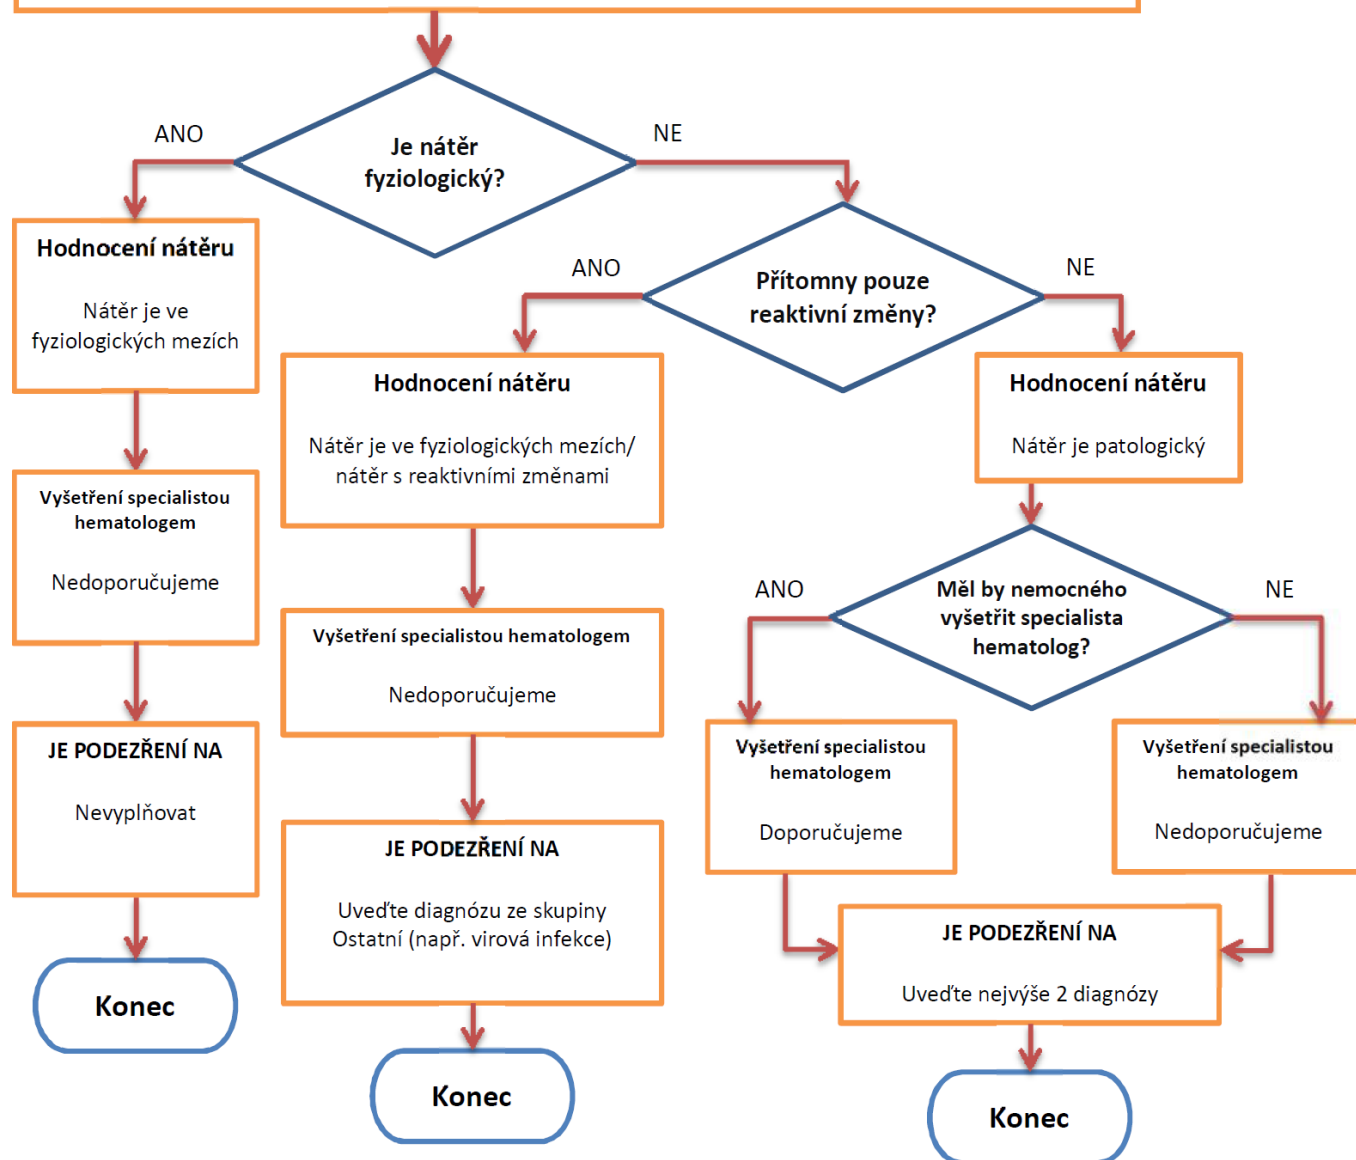 Je nátěr
fyziologický?
ANO
NE
Hodnocení nátěru
Nátěr je ve
fyziologických mezích
Vyšetření specialistou
hematologem
Nedoporučujeme
JE PODEZŘENÍ NA
Nevyplňovat
Konec
Přítomny pouze
reaktivní změny?
ANO
NE
Hodnocení nátěru
Nátěr je ve fyziologických mezích/
nátěr s reaktivními změnami
Vyšetření specialistou hematologem
Nedoporučujeme
JE PODEZŘENÍ NA
Uveďte diagnózu ze skupiny
Ostatní (např. virová infekce)
Konec
Hodnocení nátěru
Nátěr je patologický
Měl by nemocného
vyšetřit specialista
hematolog?
ANO
NE
Vyšetření specialistou
hematologem
Doporučujeme
Vyšetření specialistou
hematologem
Nedoporučujeme
JE PODEZŘENÍ NA
Uveďte nejvýše 2 diagnózy
Konec